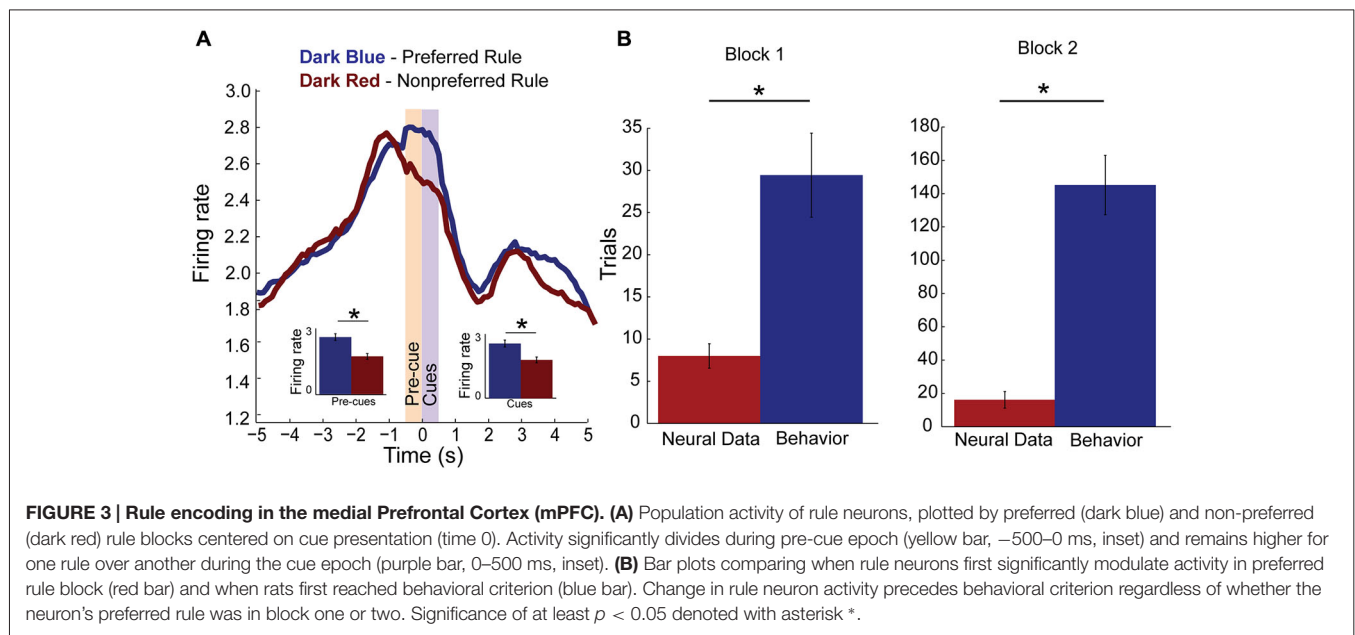 A
Dark Blue - Preferred Rule
Dark Red - Nonpreferred Rule
3.0
2.8
2.6
2.4
2.2
2.0
1.8
1.6
1.4
1.2
Firing rate
−5 −4 −3 −2 −1 0 1 2 3 4 5
Time (s)
Pre-cue
Cues
*
3
0
Firing rate
Pre-cues
*
3
0
Firing rate
Cues
B
Block 1
*
35
30
25
20
15
10
5
0
Trials
Neural Data Behavior
Block 2
*
180
160
140
120
100
80
60
40
20
0
Neural Data Behavior
FIGURE 3 | Rule encoding in the medial Prefrontal Cortex (mPFC). (A) Population activity of rule neurons, plotted by preferred (dark blue) and non-preferred
(dark red) rule blocks centered on cue presentation (time 0). Activity significantly divides during pre-cue epoch (yellow bar, −500–0 ms, inset) and remains higher for
one rule over another during the cue epoch (purple bar, 0–500 ms, inset). (B) Bar plots comparing when rule neurons first significantly modulate activity in preferred
rule block (red bar) and when rats first reached behavioral criterion (blue bar). Change in rule neuron activity precedes behavioral criterion regardless of whether the
neuron's preferred rule was in block one or two. Significance of at least p < 0.05 denoted with asterisk *.